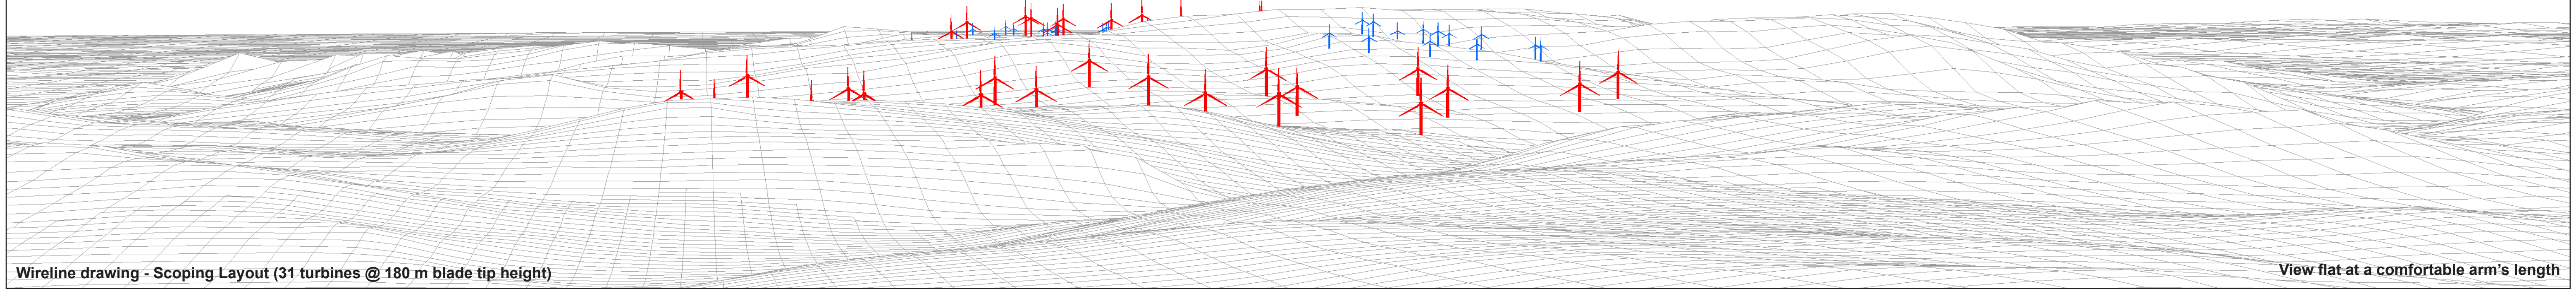 Wireline drawing - Scoping Layout (31 turbines @ 180 m blade tip height)
View flat at a comfortable arm's length